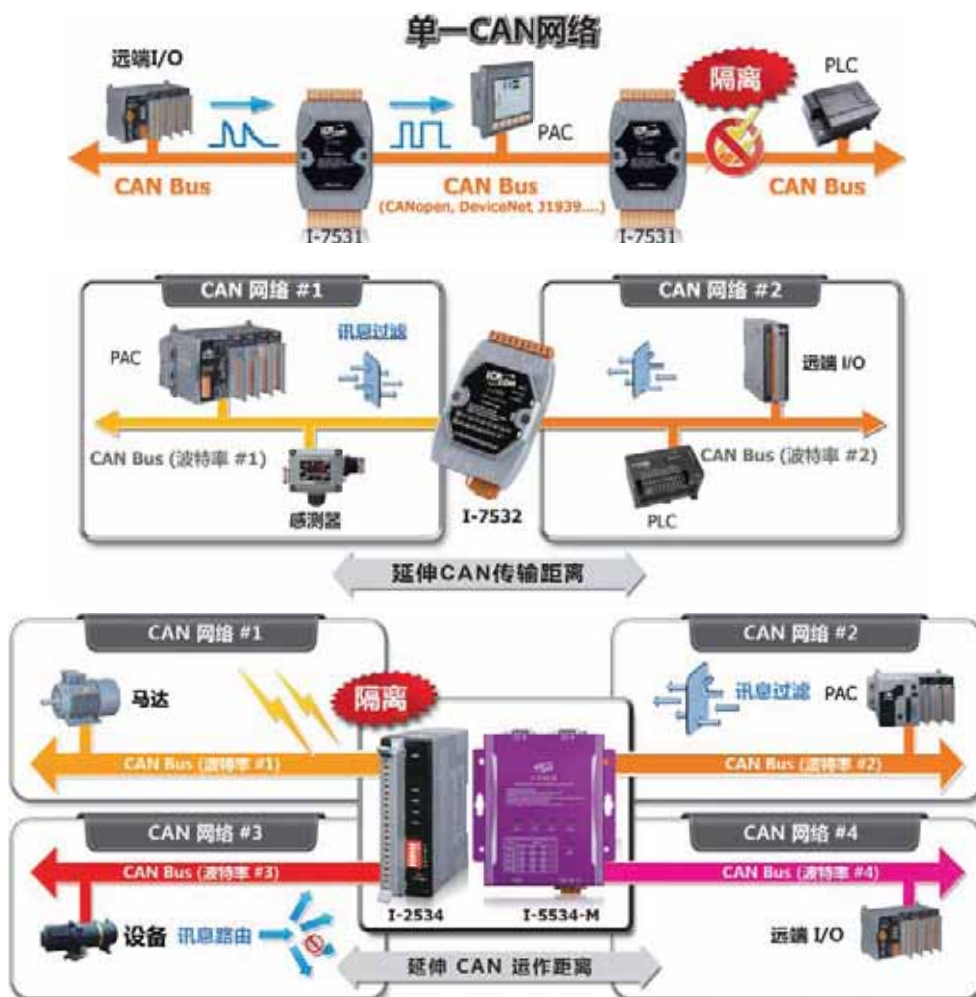 单一CAN网络
远端I/O
PAC
隔离
PLC
CAN Bus
CAN Bus
(CANopen, DeviceNet, J1939....)
CAN Bus
I-7531
I-7531
CAN 网络 #1
CAN 网络 #2
PAC
讯息过滤
远端 I/O
CAN Bus (波特率 #1)
CAN Bus (波特率 #2)
感测器
I-7532
PLC
延伸CAN传输距离
CAN 网络 #1
CAN 网络 #2
马达
隔离
讯息过滤
PAC
CAN Bus (波特率 #1)
CAN Bus (波特率 #2)
CAN 网络 #3
CAN 网络 #4
CAN Bus (波特率 #3)
CAN Bus (波特率 #4)
I-2534
I-5534-M
设备
讯息路由
远端 I/O
延伸 CAN 运作距离